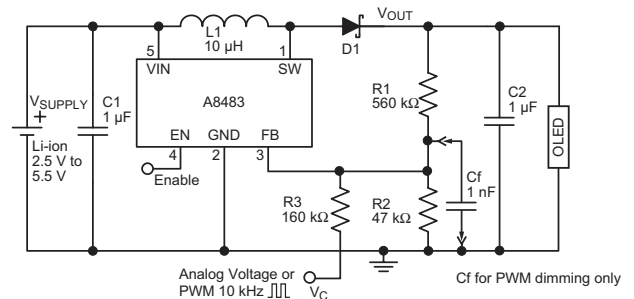 L1
10 µH
VOUT
D1
5
1
VIN
SW
A8483
EN
GND
FB
4
2
3
Enable
VSUPPLY
+
Li-ion
2.5 V to
5.5 V
C1
1 µF
R1
560 kΩ
C2
1 µF
OLED
Cf
1 nF
R3
160 kΩ
R2
47 kΩ
Analog Voltage or
PWM 10 kHz
VC
Cf for PWM dimming only